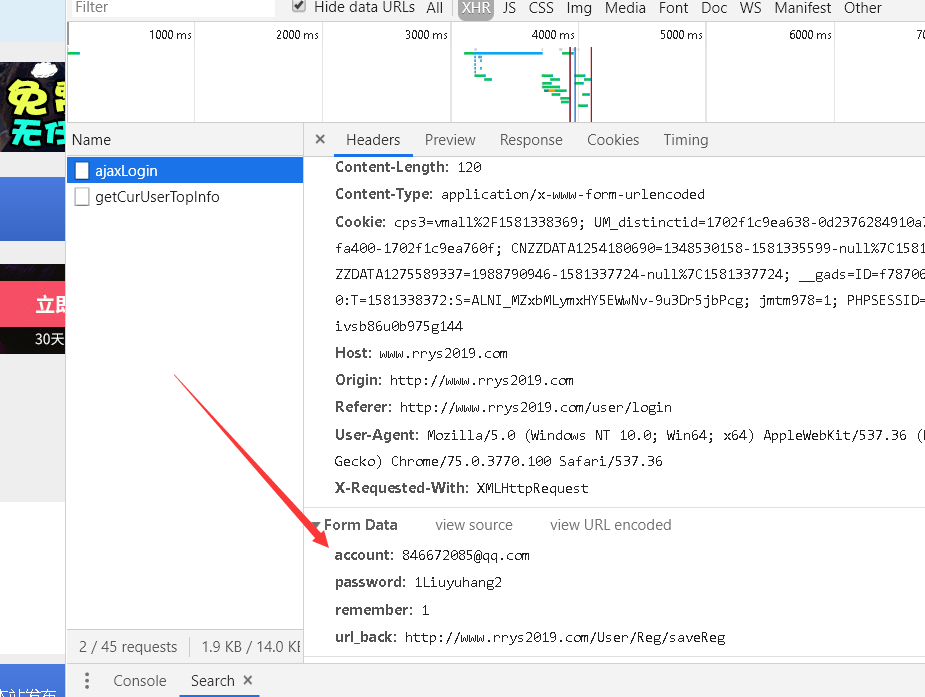 Filter
Hide data URLs All XHR JS CSS Img Media Font Doc WS Manifest Other
1000 ms 2000 ms 3000 ms 4000 ms 5000 ms 6000 ms
免
无
Name
× Headers Preview Response Cookies Timing
ajaxLogin
getCurUserTopInfo
立即
30天
Content-Length: 120
Content-Type: application/x-www-form-urlencoded
Cookie: cps3=vmall%2F1581338369; UM_distinctid=1702f1c9ea638-0d2376284910a
fa400-1702f1c9ea760f; CNZZDATA1254180690=1348530158-1581335599-null%7C1581
ZZDATA1275589337=1988790946-1581337724-null%7C1581337724; __gads=ID=f78706
0:T=1581338372:S=ALNI_MZxbMLymxHY5EWwNv-9u3Dr5jbPcg; jmtm978=1; PHPSESSID=
ivsb86u0b975g144
Host: www.rrys2019.com
Origin: http://www.rrys2019.com
Referer: http://www.rrys2019.com/user/login
User-Agent: Mozilla/5.0 (Windows NT 10.0; Win64; x64) AppleWebKit/537.36 (
Gecko) Chrome/75.0.3770.100 Safari/537.36
X-Requested-With: XMLHttpRequest
Form Data view source view URL encoded
account: 846672085@qq.com
password: 1Liuyuhang2
remember: 1
url_back: http://www.rrys2019.com/User/Reg/saveReg
2 / 45 requests 1.9 KB / 14.0 KB
Console Search ×
本站发布